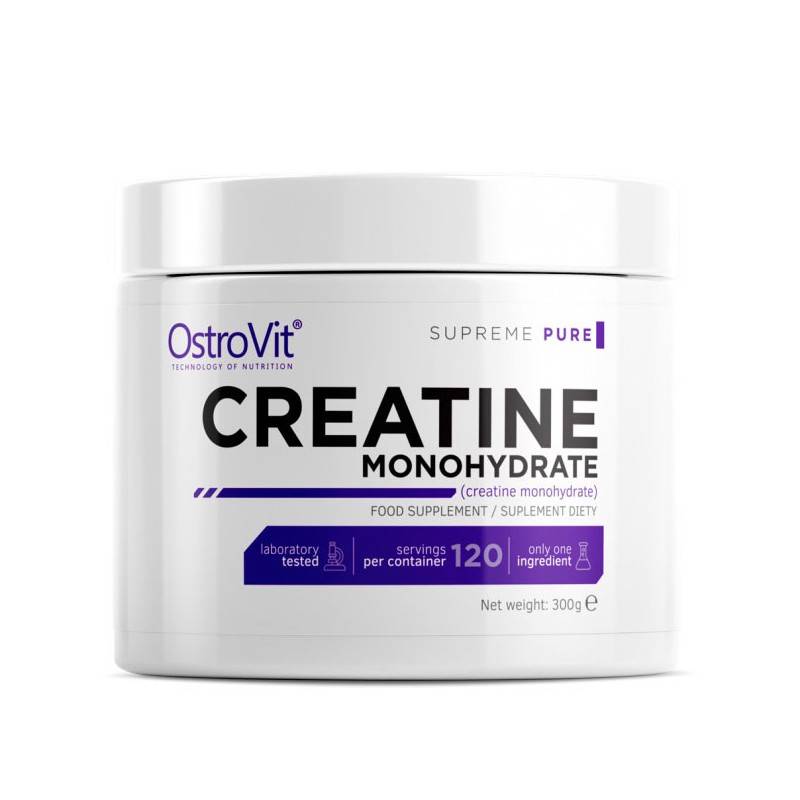 OstroVit®
TECHNOLOGY OF NUTRITION
SUPREME PURE
CREATINE
MONOHYDRATE
(creatine monohydrate)
FOOD SUPPLEMENT / SUPLEMENT DIETY
laboratory
tested
servings
per container 120
only one
ingredient
Net weight: 300g ℮